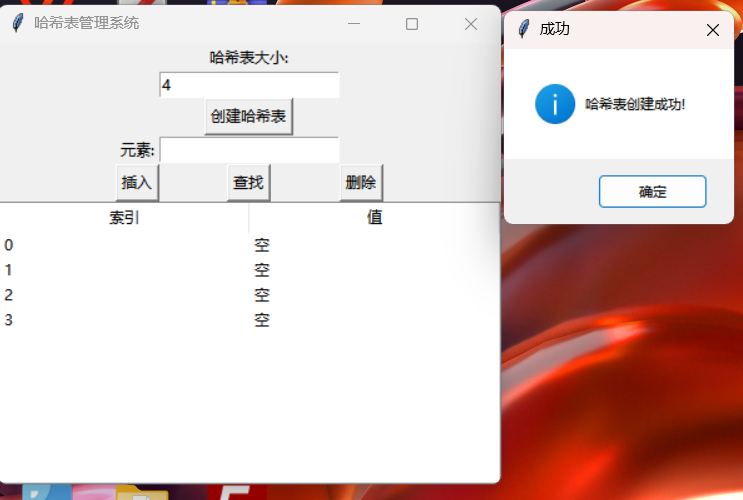 哈希表管理系统
哈希表大小:
4
创建哈希表
元素:
插入 查找 删除
索引 值
0 空
1 空
2 空
3 空
成功
哈希表创建成功!
确定